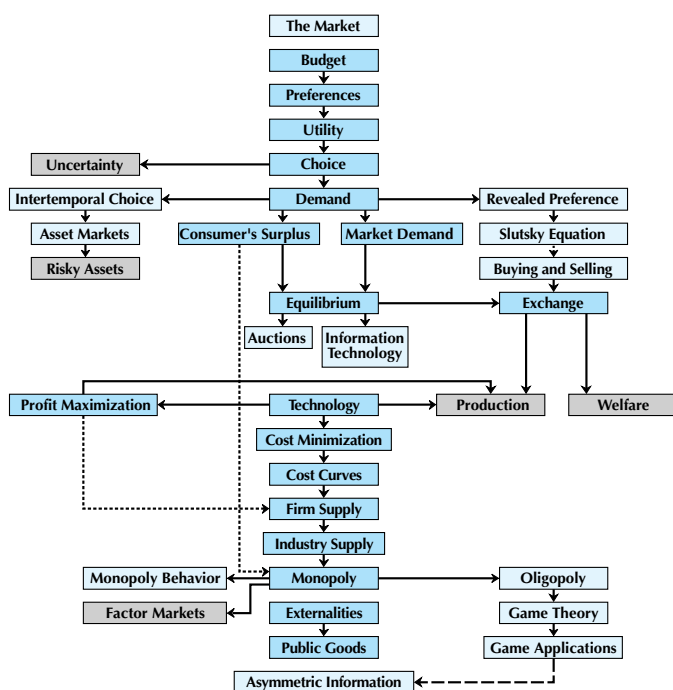 The Market
Budget
Preferences
Utility
Uncertainty
Choice
Intertemporal Choice
Demand
Revealed Preference
Asset Markets
Consumer's Surplus
Market Demand
Slutsky Equation
Risky Assets
Buying and Selling
Equilibrium
Exchange
Auctions
Information
Technology
Profit Maximization
Technology
Production
Welfare
Cost Minimization
Cost Curves
Firm Supply
Industry Supply
Monopoly Behavior
Monopoly
Oligopoly
Factor Markets
Externalities
Game Theory
Public Goods
Game Applications
Asymmetric Information